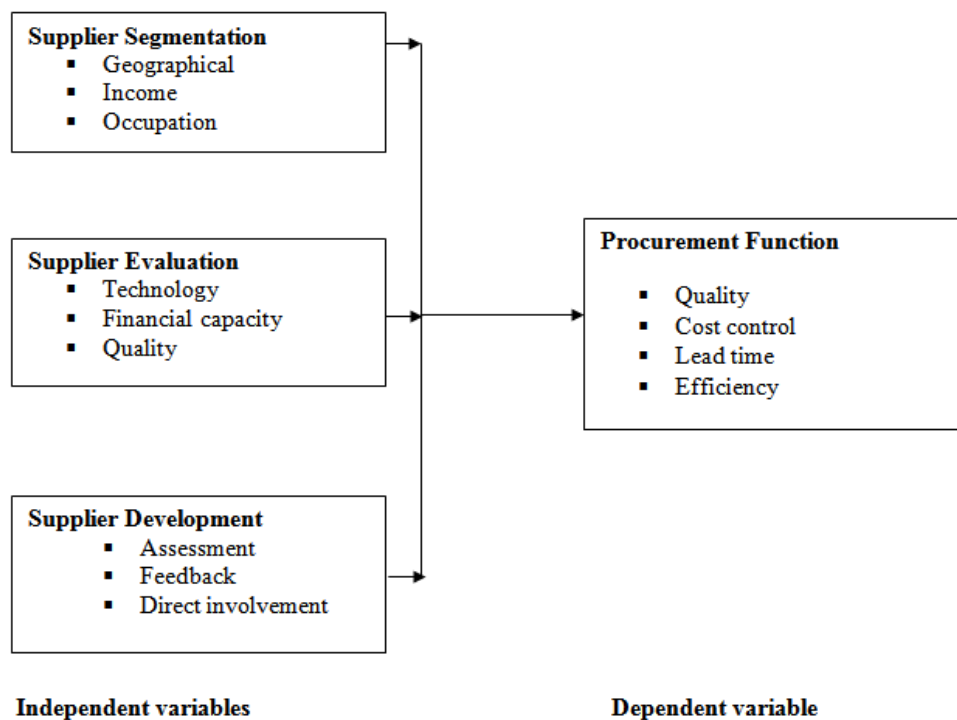 Supplier Segmentation
▪ Geographical
▪ Income
▪ Occupation
Supplier Evaluation
▪ Technology
▪ Financial capacity
▪ Quality
Supplier Development
▪ Assessment
▪ Feedback
▪ Direct involvement
Independent variables
Procurement Function
▪ Quality
▪ Cost control
▪ Lead time
▪ Efficiency
Dependent variable